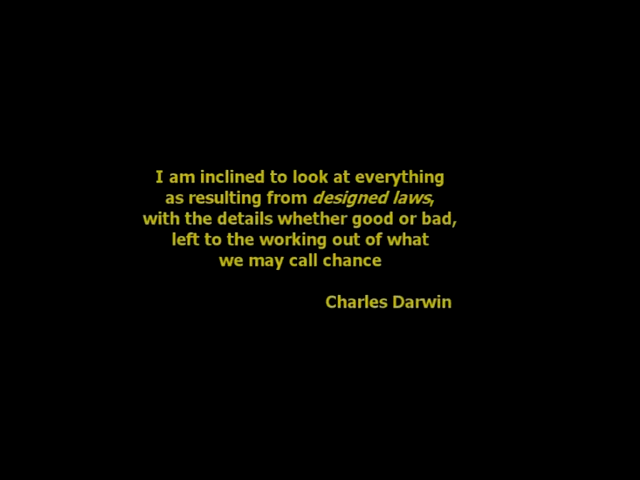 I am inclined to look at everything
as resulting from designed laws,
with the details whether good or bad,
left to the working out of what
we may call chance
Charles Darwin